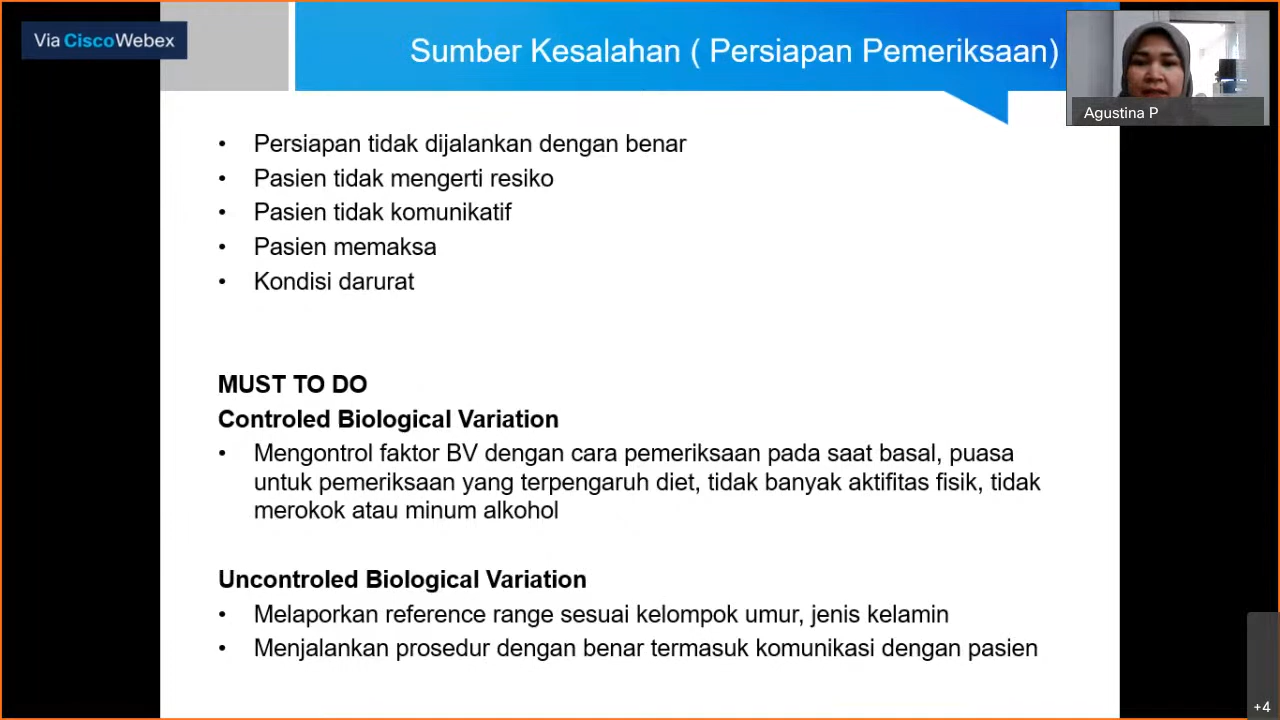 Via Cisco Webex
Sumber Kesalahan ( Persiapan Pemeriksaan)
Agustina P
• Persiapan tidak dijalankan dengan benar
• Pasien tidak mengerti resiko
• Pasien tidak komunikatif
• Pasien memaksa
• Kondisi darurat
MUST TO DO
Controled Biological Variation
• Mengontrol faktor BV dengan cara pemeriksaan pada saat basal, puasa
untuk pemeriksaan yang terpengaruh diet, tidak banyak aktifitas fisik, tidak
merokok atau minum alkohol
Uncontroled Biological Variation
• Melaporkan reference range sesuai kelompok umur, jenis kelamin
• Menjalankan prosedur dengan benar termasuk komunikasi dengan pasien
+4